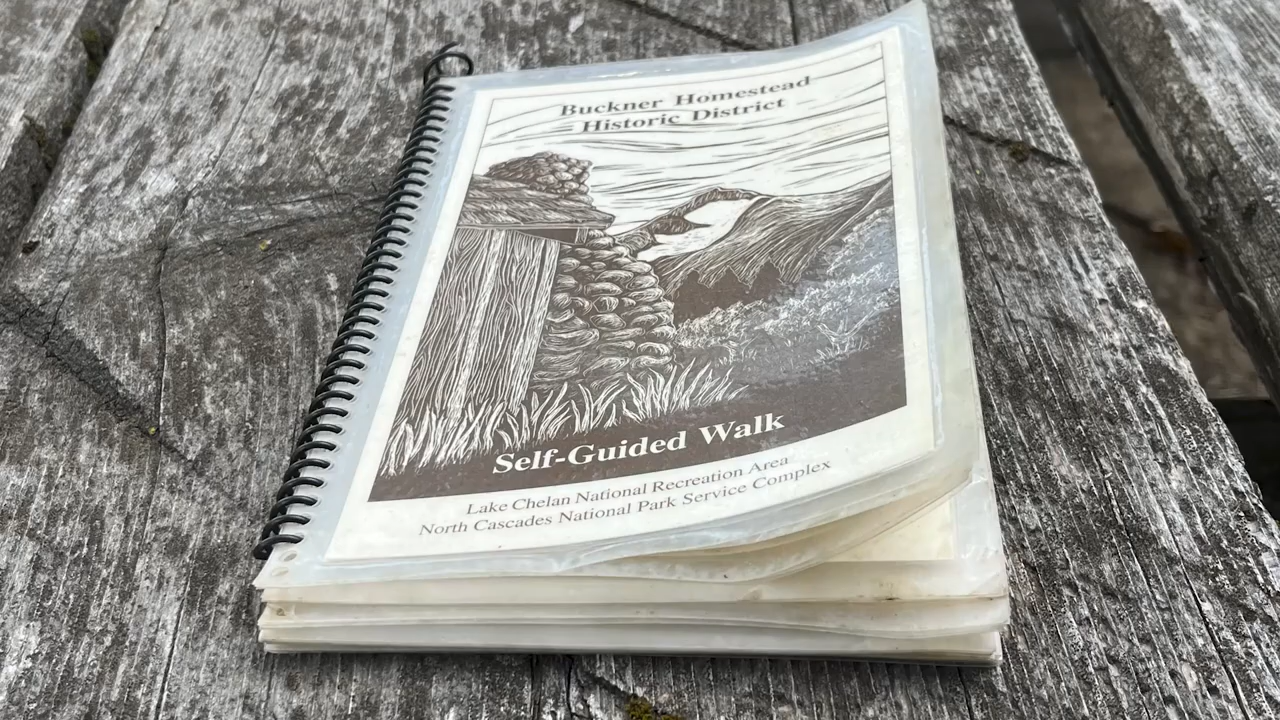 Buckner Homestead
Historic District
Self-Guided Walk
Lake Chelan National Recreation Area
North Cascades National Park Service Complex